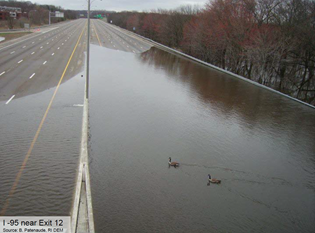 I -95 near Exit 12
Source: B. Patenaude, RI DEM